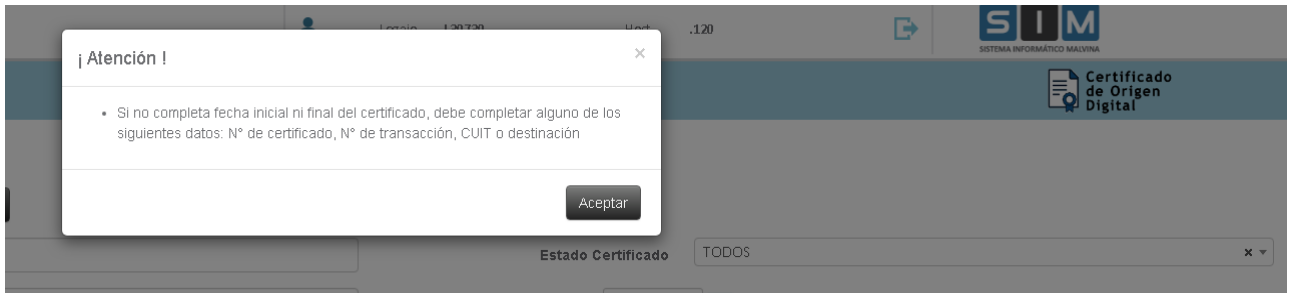 .120
SIM
SISTEMA INFORMÁTICO MALVINA
¡ Atención !
×
Certificado
de Origen
Digital
• Si no completa fecha inicial ni final del certificado, debe completar alguno de los
siguientes datos: N° de certificado, N° de transacción, CUIT o destinación
Aceptar
Estado Certificado TODOS ×